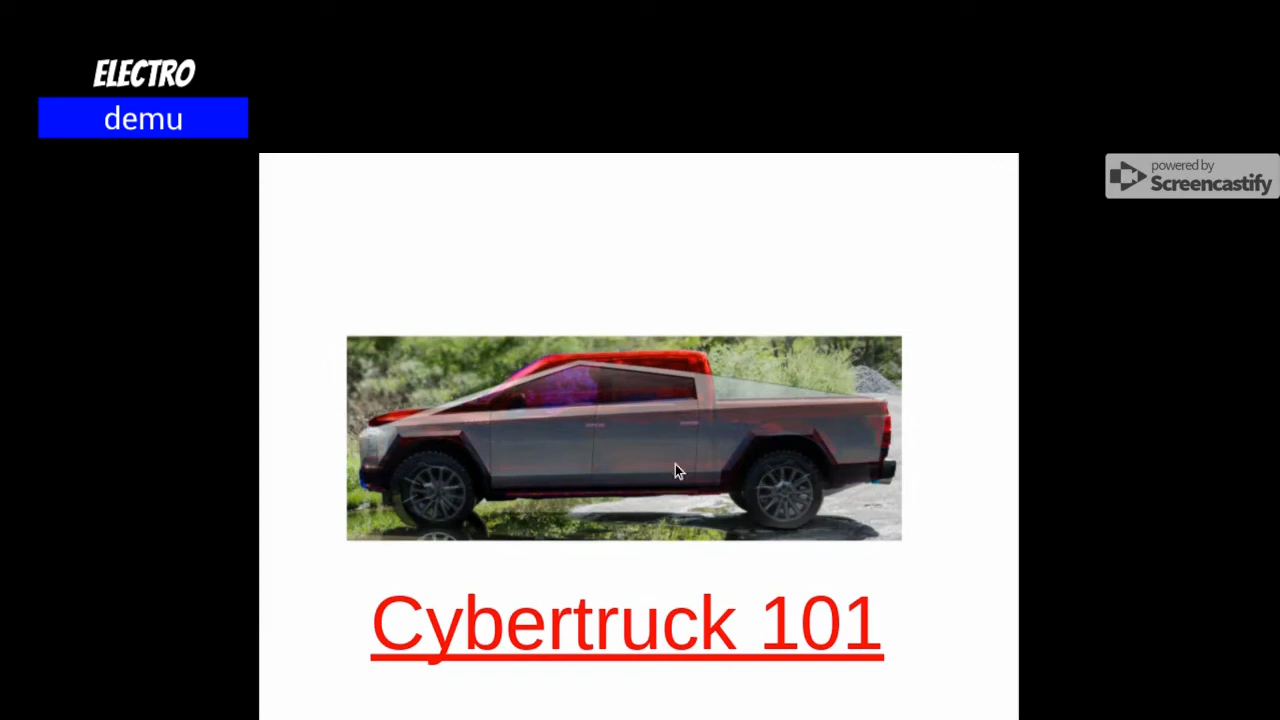 ELECTRO
demu
powered by
Screencastify
Cybertruck 101